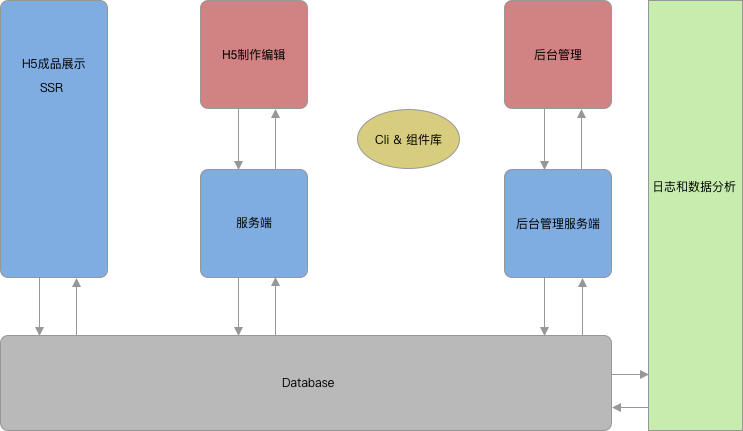 H5成品展示
SSR
H5制作编辑
后台管理
Cli & 组件库
日志和数据分析
服务端
后台管理服务端
Database